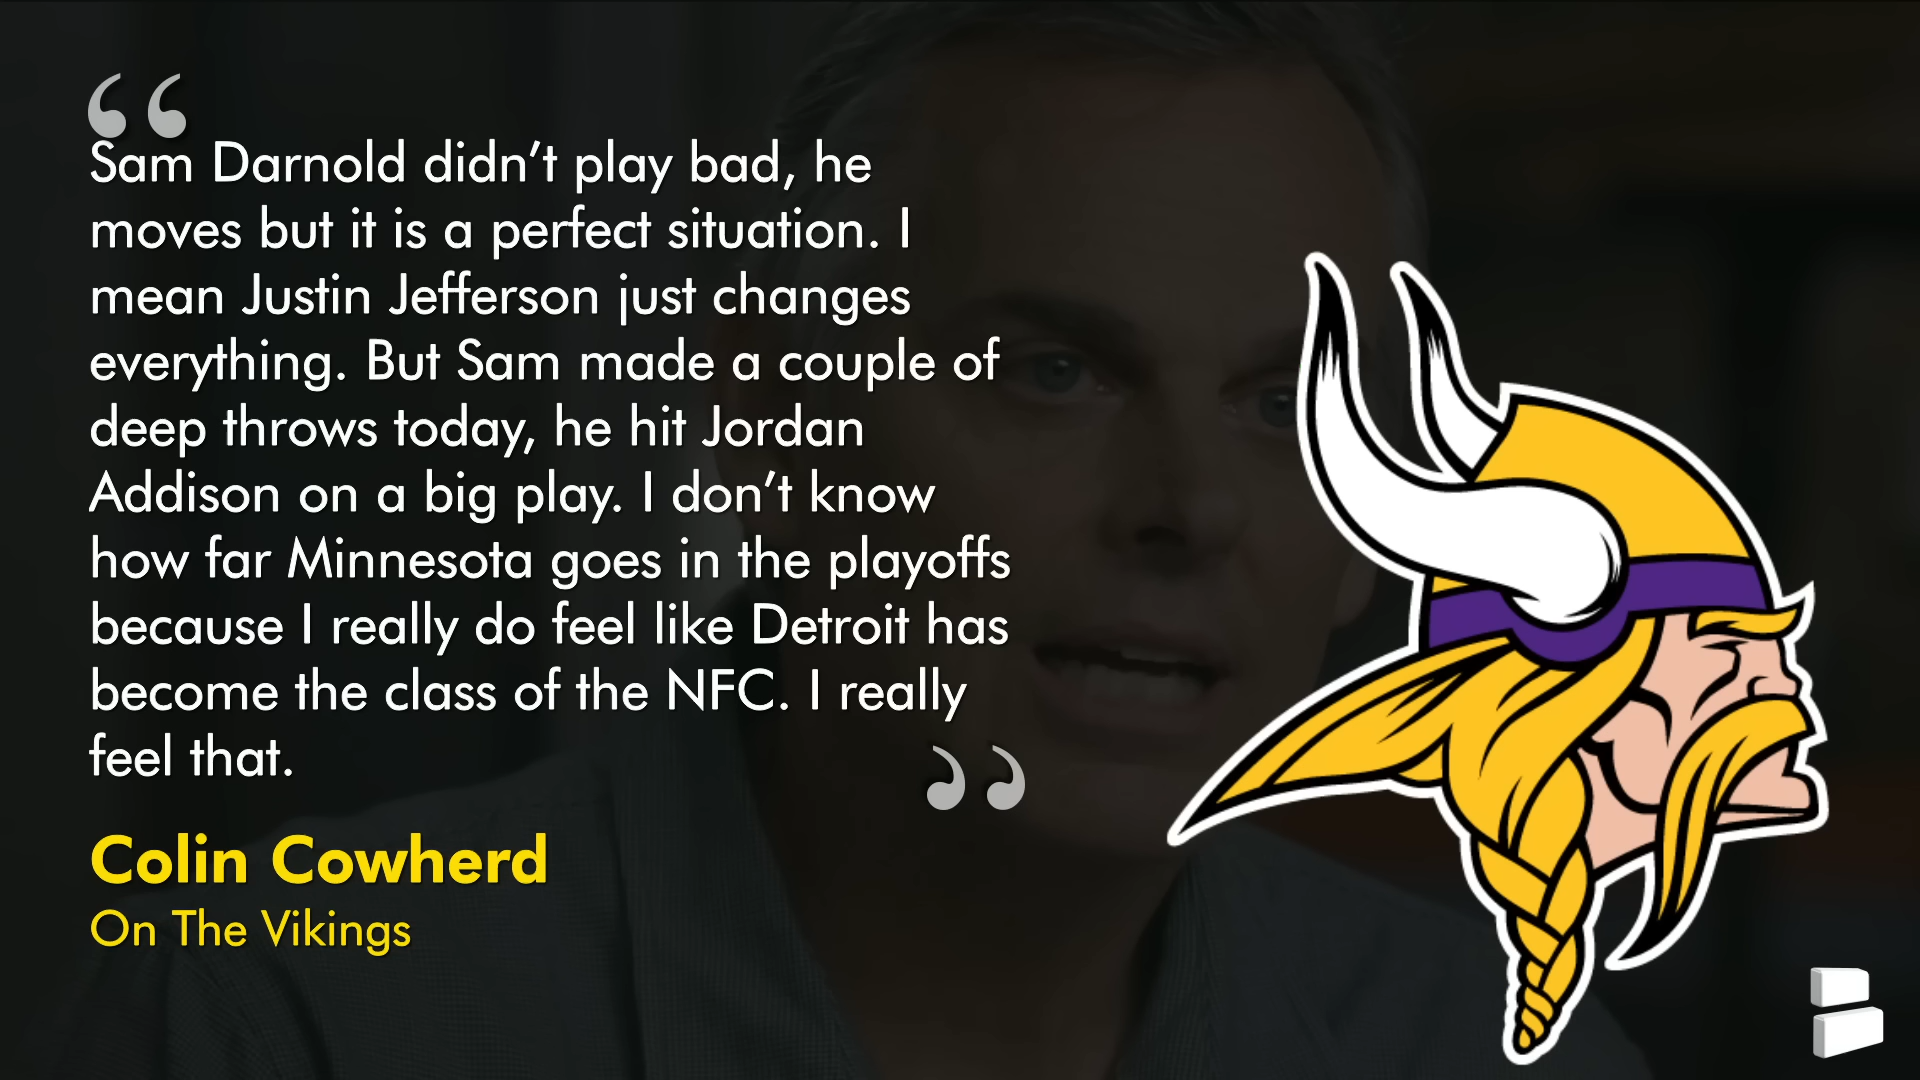 “
Sam Darnold didn’t play bad, he
moves but it is a perfect situation. I
mean Justin Jefferson just changes
everything. But Sam made a couple of
deep throws today, he hit Jordan
Addison on a big play. I don’t know
how far Minnesota goes in the playoffs
because I really do feel like Detroit has
become the class of the NFC. I really
feel that.
”
Colin Cowherd
On The Vikings